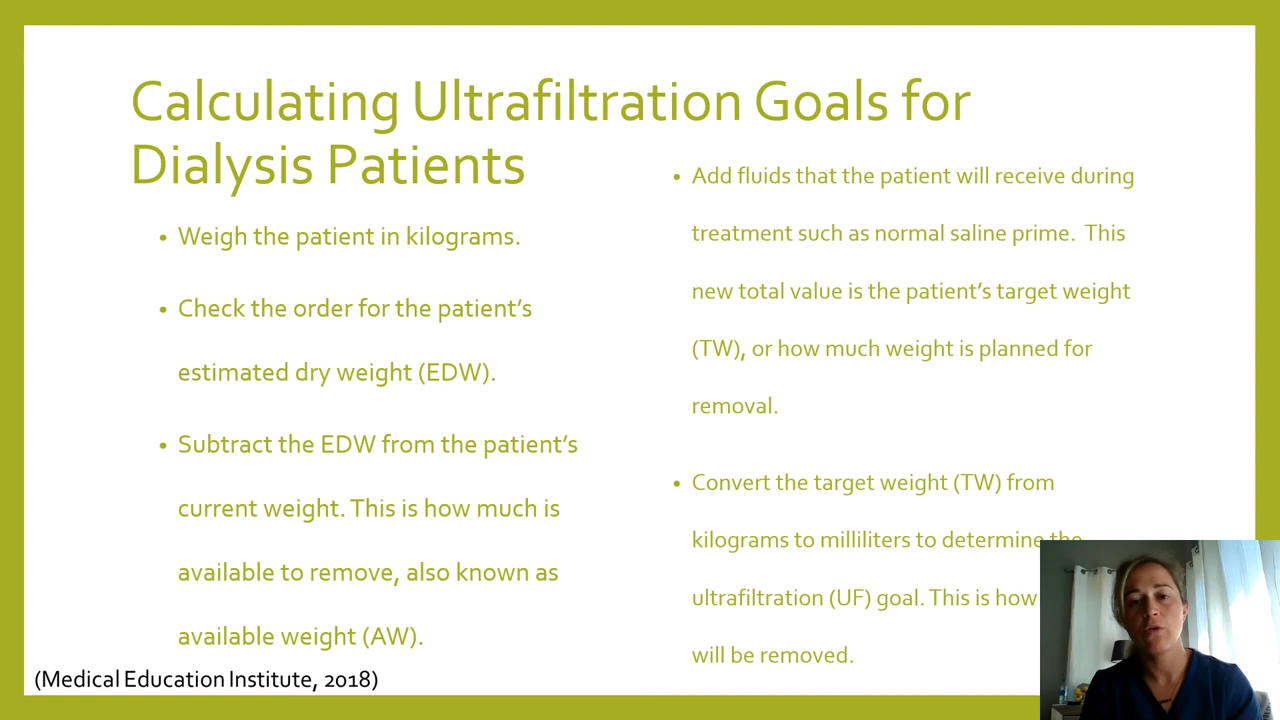 Calculating Ultrafiltration Goals for
Dialysis Patients
• Weigh the patient in kilograms.
• Check the order for the patient’s
estimated dry weight (EDW).
• Subtract the EDW from the patient’s
current weight. This is how much is
available to remove, also known as
available weight (AW).
• Add fluids that the patient will receive during
treatment such as normal saline prime.  This
new total value is the patient’s target weight
(TW), or how much weight is planned for
removal.
• Convert the target weight (TW) from
kilograms to milliliters to determine the
ultrafiltration (UF) goal. This is how
will be removed.
(Medical Education Institute, 2018)